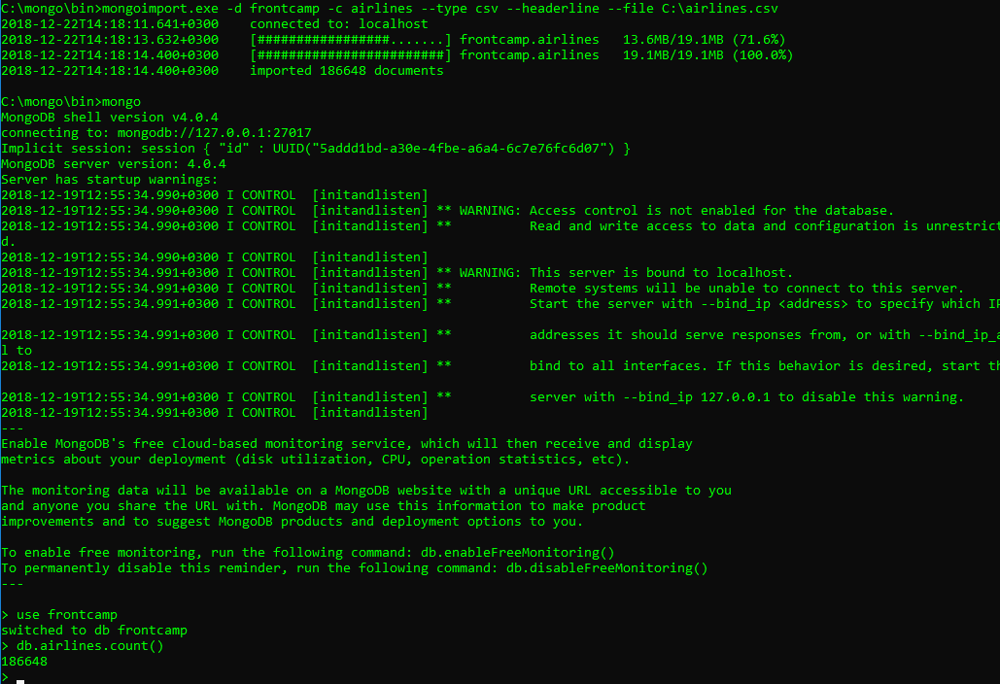 C:\mongo\bin>mongoimport.exe -d frontcamp -c airlines --type csv --headerline --file C:\airlines.csv
2018-12-22T14:18:11.641+0300    connected to: localhost
2018-12-22T14:18:13.632+0300    [#################.......] frontcamp.airlines   13.6MB/19.1MB (71.6%)
2018-12-22T14:18:14.400+0300    [########################] frontcamp.airlines   19.1MB/19.1MB (100.0%)
2018-12-22T14:18:14.400+0300    imported 186648 documents
C:\mongo\bin>mongo
MongoDB shell version v4.0.4
connecting to: mongodb://127.0.0.1:27017
Implicit session: session { "id" : UUID("5addd1bd-a30e-4fbe-a6a4-6c7e76fc6d07") }
MongoDB server version: 4.0.4
Server has startup warnings:
2018-12-19T12:55:34.990+0300 I CONTROL  [initandlisten]
2018-12-19T12:55:34.990+0300 I CONTROL  [initandlisten] ** WARNING: Access control is not enabled for the database.
2018-12-19T12:55:34.990+0300 I CONTROL  [initandlisten] **          Read and write access to data and configuration is unrestrict
d.
2018-12-19T12:55:34.990+0300 I CONTROL  [initandlisten]
2018-12-19T12:55:34.991+0300 I CONTROL  [initandlisten] ** WARNING: This server is bound to localhost.
2018-12-19T12:55:34.991+0300 I CONTROL  [initandlisten] **          Remote systems will be unable to connect to this server.
2018-12-19T12:55:34.991+0300 I CONTROL  [initandlisten] **          Start the server with --bind_ip <address> to specify which IP
2018-12-19T12:55:34.991+0300 I CONTROL  [initandlisten] **          addresses it should serve responses from, or with --bind_ip_a
l to
2018-12-19T12:55:34.991+0300 I CONTROL  [initandlisten] **          bind to all interfaces. If this behavior is desired, start th
2018-12-19T12:55:34.991+0300 I CONTROL  [initandlisten] **          server with --bind_ip 127.0.0.1 to disable this warning.
2018-12-19T12:55:34.991+0300 I CONTROL  [initandlisten]
---
Enable MongoDB's free cloud-based monitoring service, which will then receive and display
metrics about your deployment (disk utilization, CPU, operation statistics, etc).
The monitoring data will be available on a MongoDB website with a unique URL accessible to you
and anyone you share the URL with. MongoDB may use this information to make product
improvements and to suggest MongoDB products and deployment options to you.
To enable free monitoring, run the following command: db.enableFreeMonitoring()
To permanently disable this reminder, run the following command: db.disableFreeMonitoring()
---
> use frontcamp
switched to db frontcamp
> db.airlines.count()
186648
>